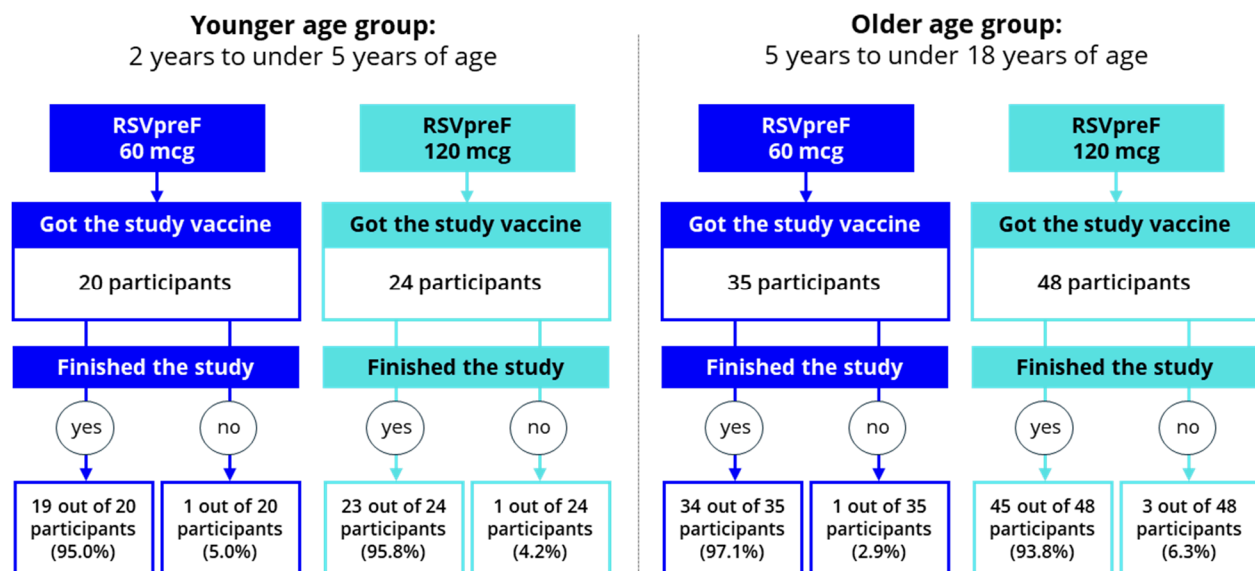 Younger age group:
2 years to under 5 years of age
RSVpreF
60 mcg
RSVpreF
120 mcg
Got the study vaccine
20 participants
Got the study vaccine
24 participants
Finished the study
Finished the study
yes
no
yes
no
19 out of 20
participants
(95.0%)
1 out of 20
participants
(5.0%)
23 out of 24
participants
(95.8%)
1 out of 24
participants
(4.2%)
Older age group:
5 years to under 18 years of age
RSVpreF
60 mcg
RSVpreF
120 mcg
Got the study vaccine
35 participants
Got the study vaccine
48 participants
Finished the study
Finished the study
yes
no
yes
no
34 out of 35
participants
(97.1%)
1 out of 35
participants
(2.9%)
45 out of 48
participants
(93.8%)
3 out of 48
participants
(6.3%)